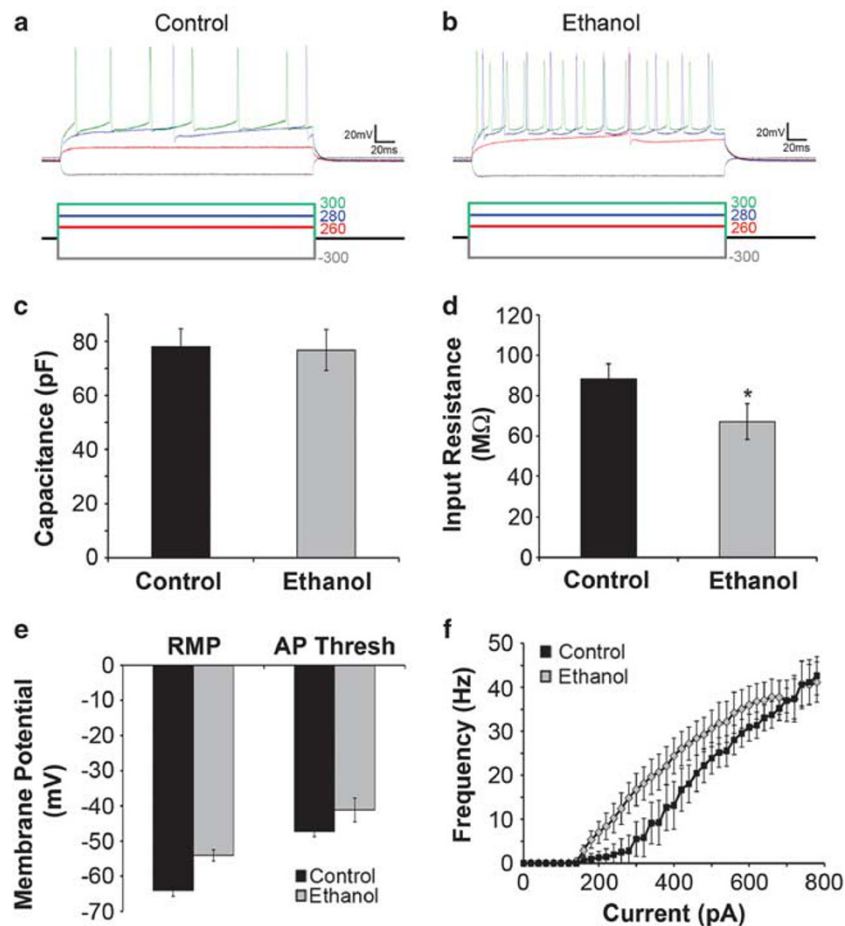 a Control
b Ethanol
20mV
20ms
20mV
20ms
300
280
260
-300
300
280
260
-300
c
Capacitance (pF)
80
60
40
20
0
Control Ethanol
d
Input Resistance
(MΩ)
120
100
80
60
40
20
0
*
Control Ethanol
e
RMP AP Thresh
Membrane Potential
(mV)
-0
-10
-20
-30
-40
-50
-60
-70
Control
Ethanol
f
Frequency (Hz)
50
40
30
20
10
0
Control
Ethanol
0 200 400 600 800
Current (pA)